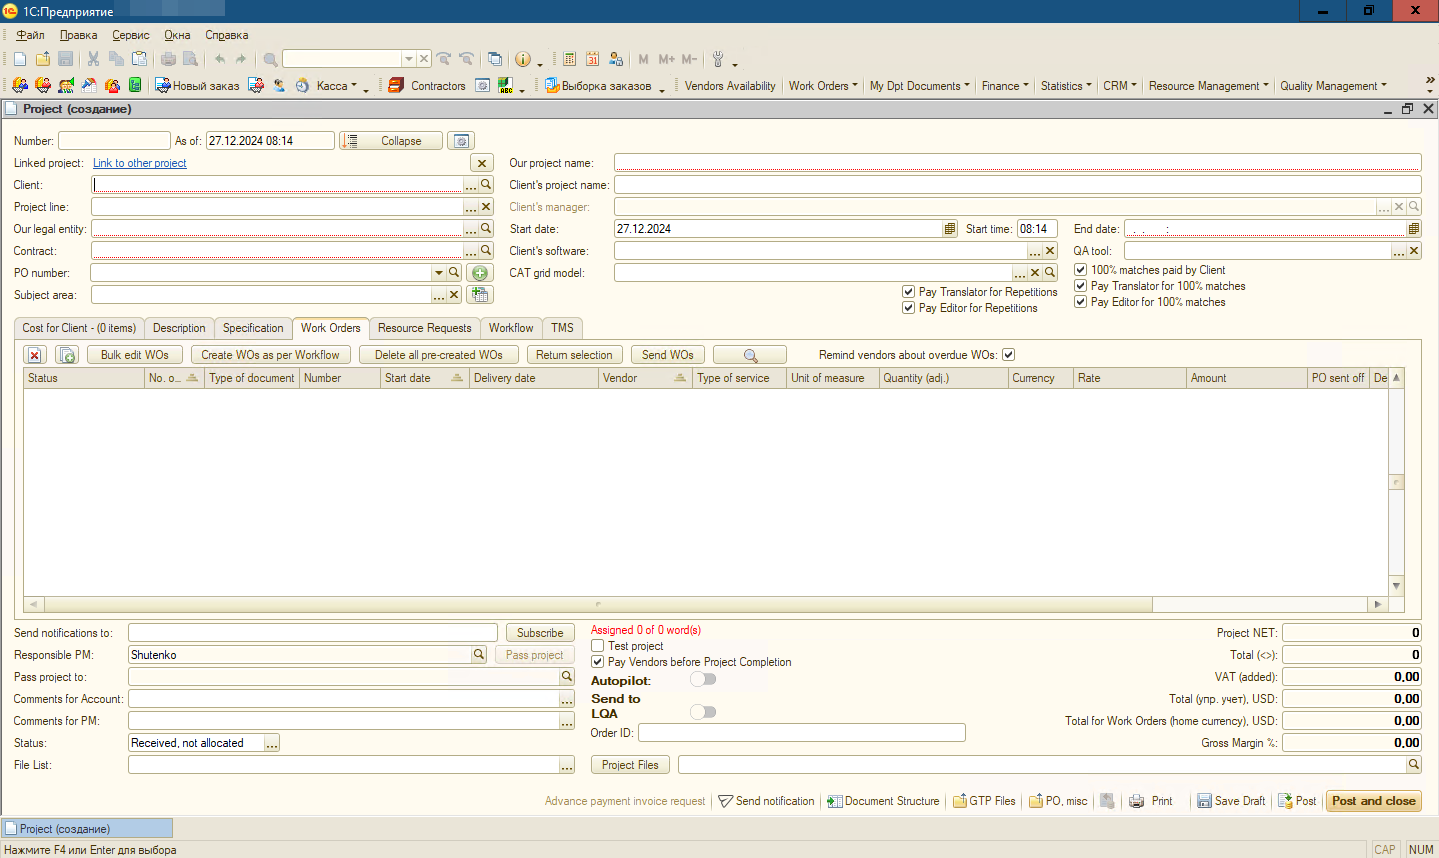 1С:Предприятие
Файл Правка Сервис Окна Справка
M M+ M-
Новый заказ Касса Contractors ABC Выборка заказов Vendors Availability Work Orders My Dpt Documents Finance Statistics CRM Resource Management Quality Management
Project (создание)
Number: As of: 27.12.2024 08:14 Collapse
Linked project: Link to other project Our project name:
Client: Client's project name:
Project line: Client's manager:
Our legal entity: Start date: 27.12.2024 Start time: 08:14 End date: . . :
Contract: Client's software: QA tool:
PO number: CAT grid model: 100% matches paid by Client
Subject area: Pay Translator for Repetitions Pay Translator for 100% matches
Pay Editor for Repetitions Pay Editor for 100% matches
Cost for Client - (0 items) Description Specification Work Orders Resource Requests Workflow TMS
Bulk edit WOs Create WOs as per Workflow Delete all pre-created WOs Return selection Send WOs Remind vendors about overdue WOs:
Status No. o... Type of document Number Start date Delivery date Vendor Type of service Unit of measure Quantity (adj.) Currency Rate Amount PO sent off De
Send notifications to: Subscribe Assigned 0 of 0 word(s) Project NET: 0
Responsible PM: Shutenko Pass project Test project Total (<>): 0
Pass project to: Pay Vendors before Project Completion VAT (added): 0.00
Comments for Account: Autopilot: Total (упр. учет), USD: 0.00
Comments for PM: Send to LQA Total for Work Orders (home currency), USD: 0.00
Status: Received, not allocated Order ID: Gross Margin %: 0.00
File List: Project Files
Advance payment invoice request Send notification Document Structure GTP Files PO, misc Print Save Draft Post Post and close
Project (создание)
Нажмите F4 или Enter для выбора CAP NUM